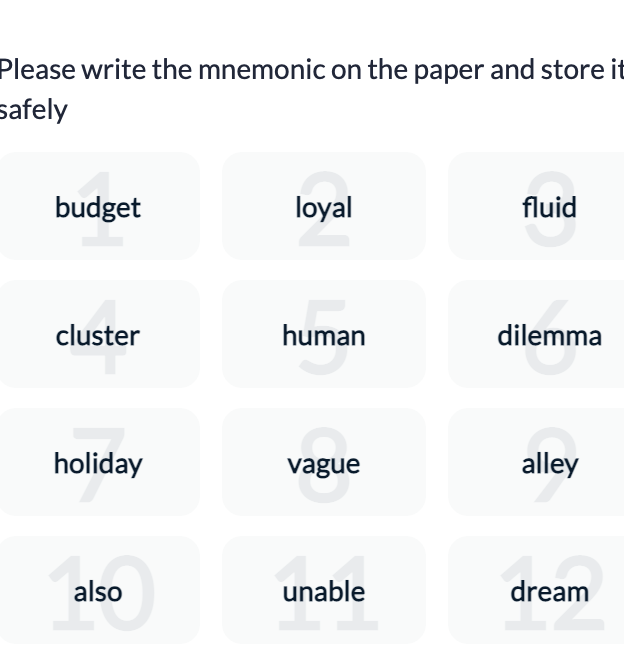 Please write the mnemonic on the paper and store it
safely
1 budget 2 loyal 3 fluid
4 cluster 5 human 6 dilemma
7 holiday 8 vague 9 alley
10 also 11 unable 12 dream